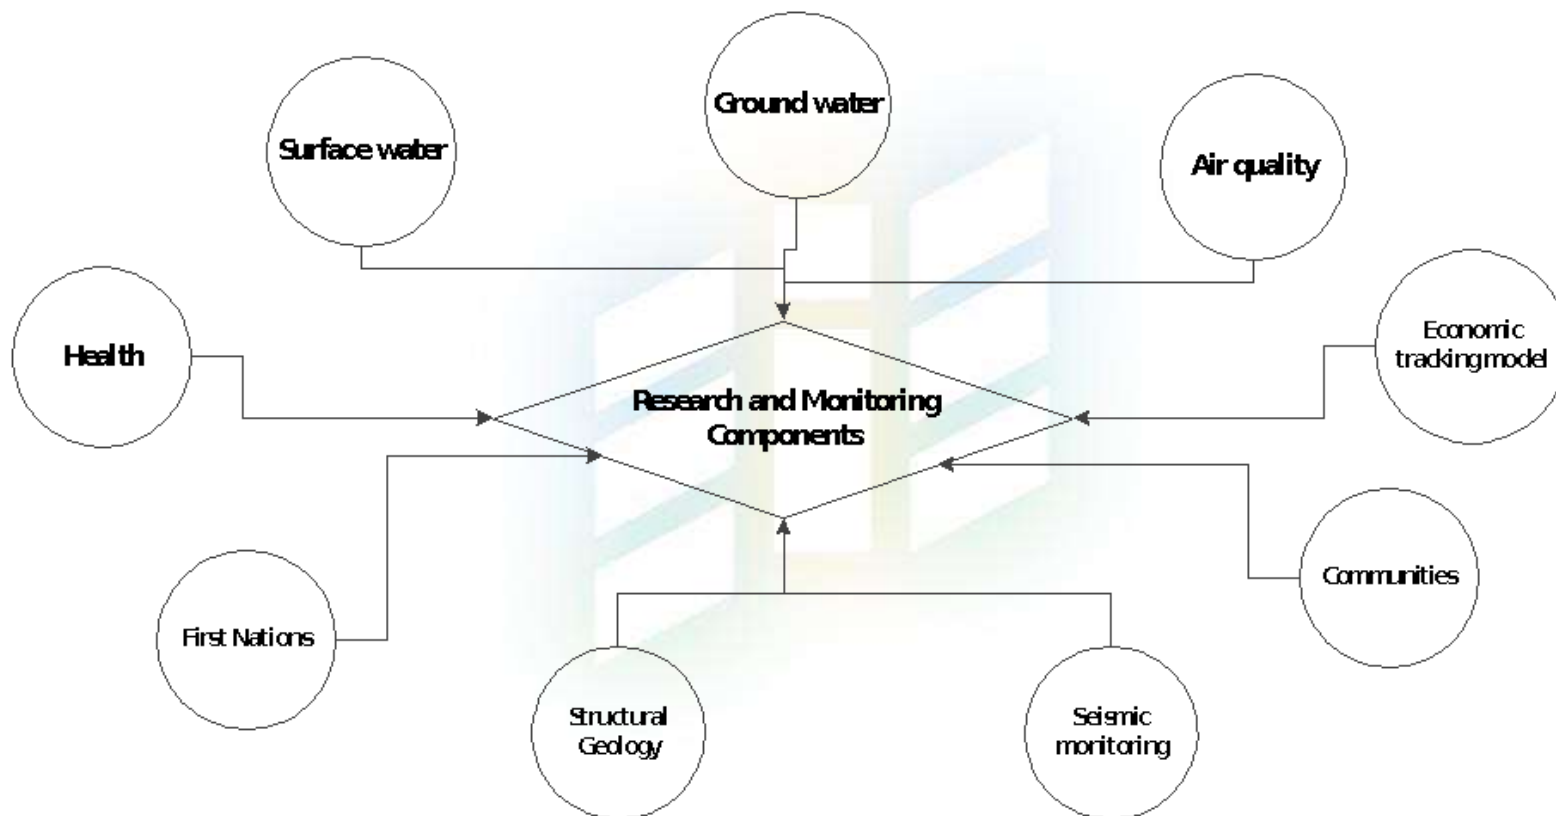 Ground water
Surface water
Air quality
Health
Economic
tracking model
Research and Monitoring
Components
Communities
First Nations
Structural
Geology
Seismic
monitoring